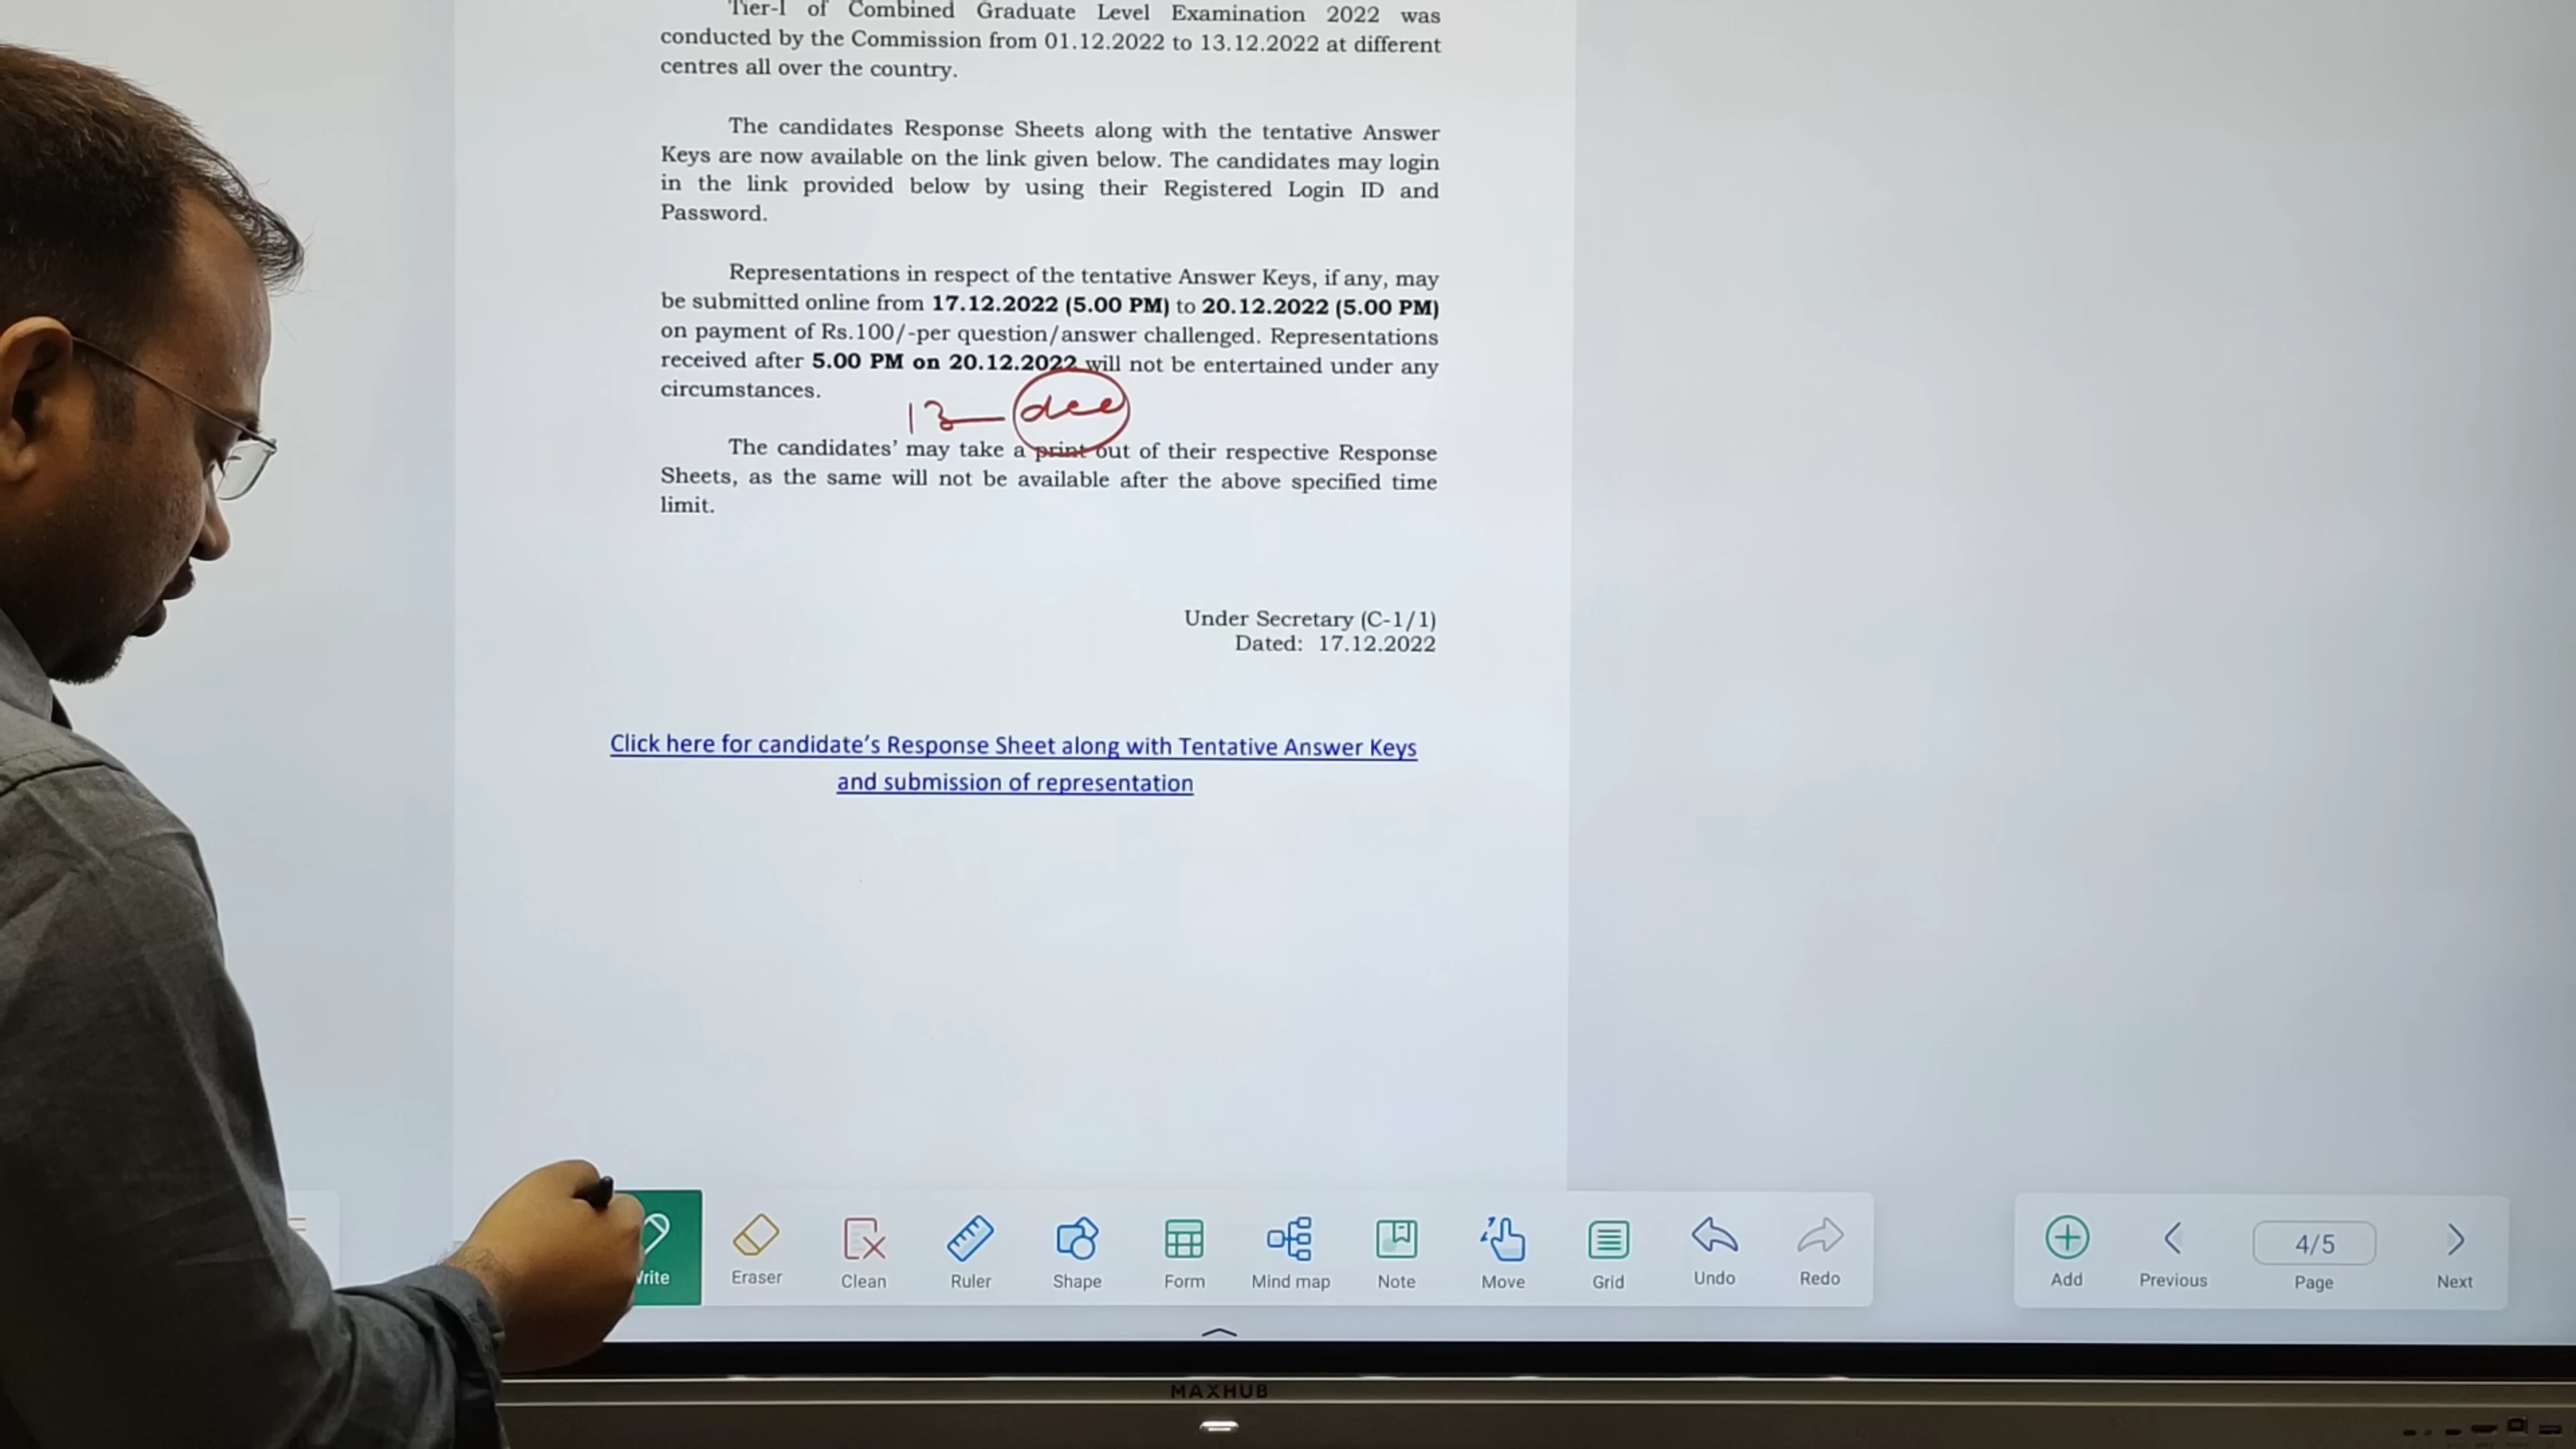 Tier-I of Combined Graduate Level Examination 2022 was
conducted by the Commission from 01.12.2022 to 13.12.2022 at different
centres all over the country.
The candidates Response Sheets along with the tentative Answer
Keys are now available on the link given below. The candidates may login
in the link provided below by using their Registered Login ID and
Password.
Representations in respect of the tentative Answer Keys, if any, may
be submitted online from 17.12.2022 (5.00 PM) to 20.12.2022 (5.00 PM)
on payment of Rs.100/-per question/answer challenged. Representations
received after 5.00 PM on 20.12.2022 will not be entertained under any
circumstances.
13 — dec
The candidates’ may take a print out of their respective Response
Sheets, as the same will not be available after the above specified time
limit.
Under Secretary (C-1/1)
Dated: 17.12.2022
Click here for candidate’s Response Sheet along with Tentative Answer Keys
and submission of representation
Write Eraser Clean Ruler Shape Form Mind map Note Move Grid Undo Redo Add Previous 4/5 Page Next
MAXHUB